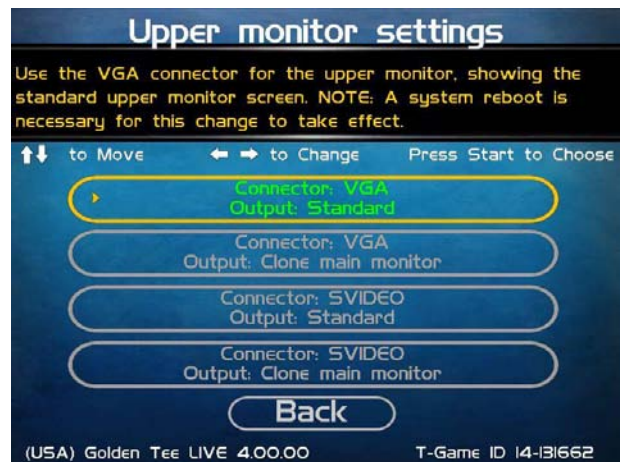 Upper monitor settings
Use the VGA connector for the upper monitor, showing the
standard upper monitor screen. NOTE: A system reboot is
necessary for this change to take effect.
to Move to Change Press Start to Choose
Connector: VGA
Output: Standard
Connector: VGA
Output: Clone main monitor
Connector: SVIDEO
Output: Standard
Connector: SVIDEO
Output: Clone main monitor
Back
(USA) Golden Tee LIVE 4.00.00 T-Game ID 14-131662